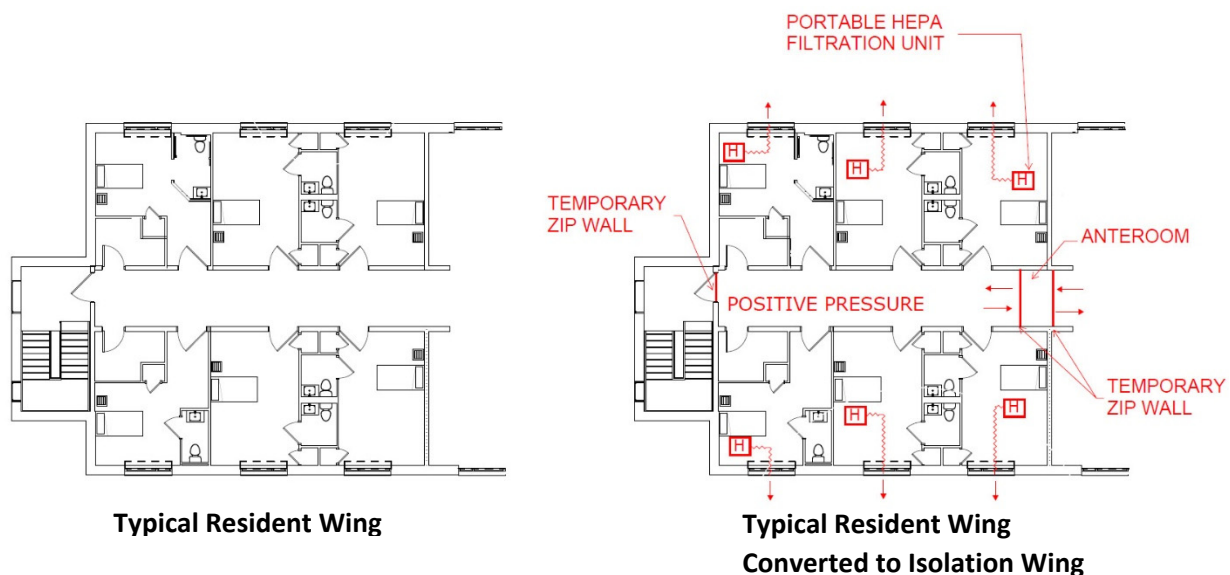 PORTABLE HEPA
FILTRATION UNIT
TEMPORARY
ZIP WALL
ANTEROOM
POSITIVE PRESSURE
TEMPORARY
ZIP WALL
H
H
H
H
H
H
Typical Resident Wing
Typical Resident Wing
Converted to Isolation Wing